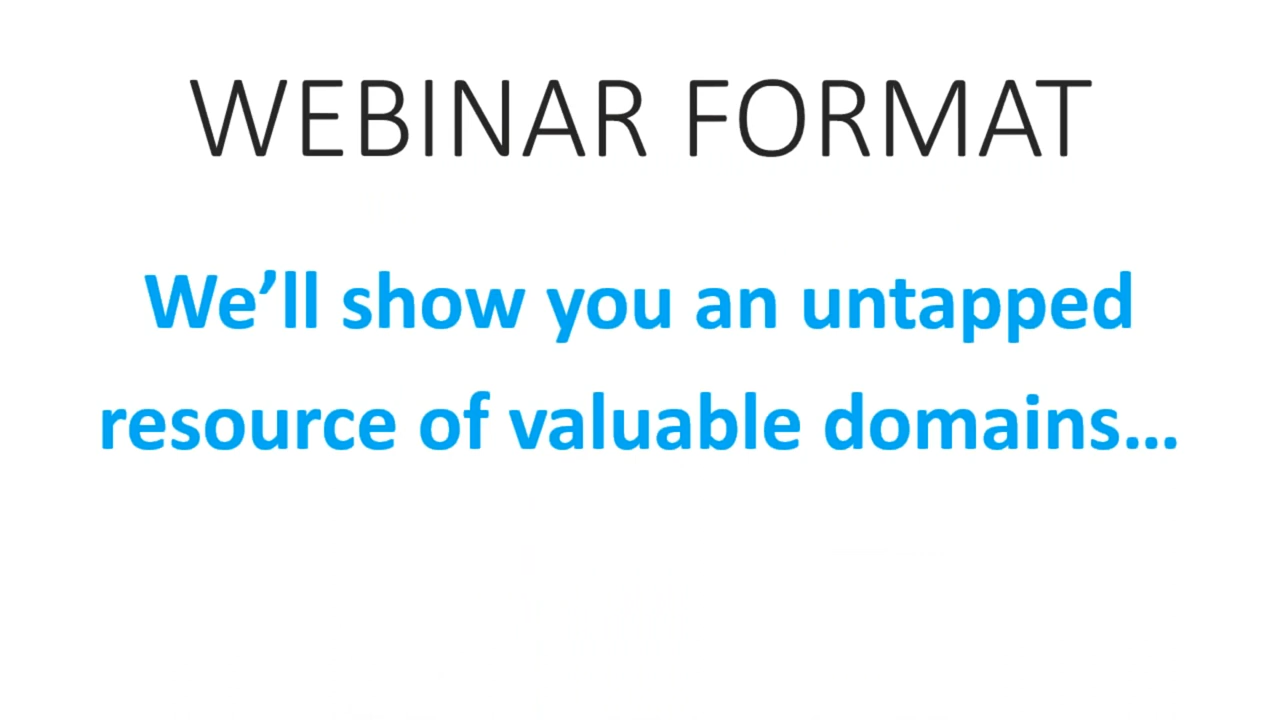 WEBINAR FORMAT
We’ll show you an untapped
resource of valuable domains...